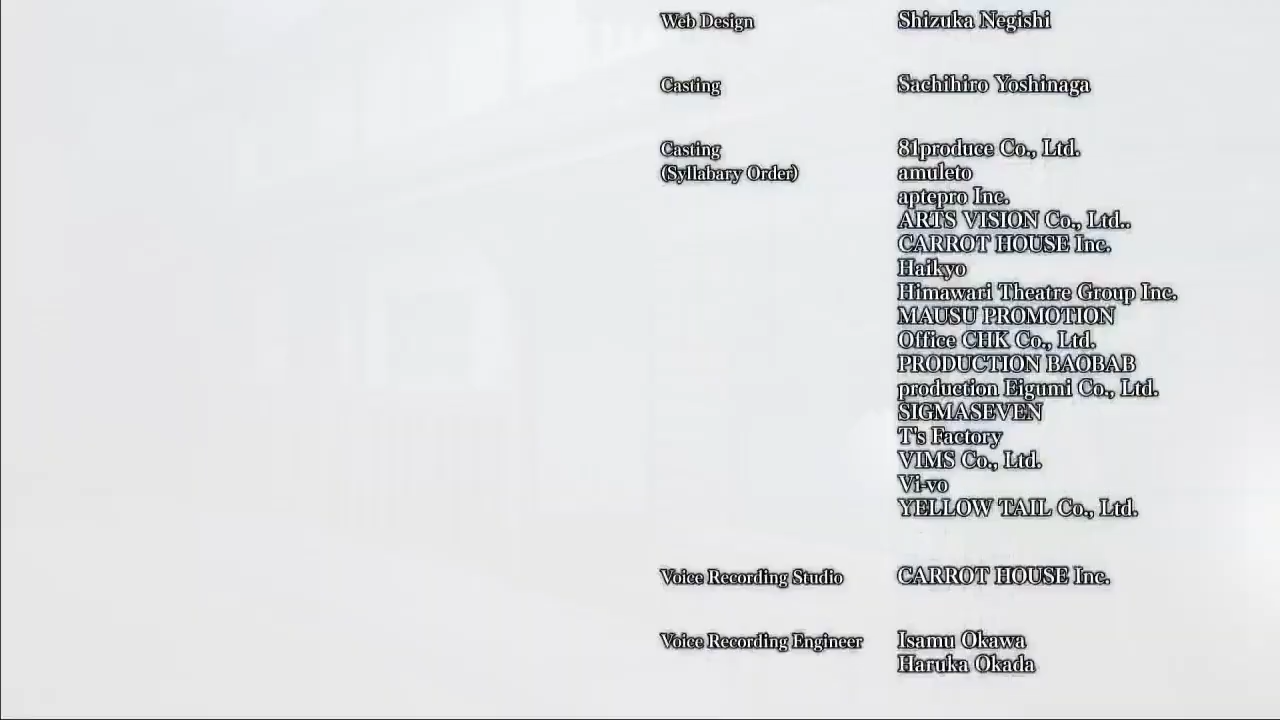 Web Design Shizuka Negishi
Casting Sachihiro Yoshinaga
Casting 81produce Co., Ltd.
(Syllabary Order) amuleto
aptepro Inc.
ARTS VISION Co., Ltd..
CARROT HOUSE Inc.
Haikyo
Himawari Theatre Group Inc.
MAUSU PROMOTION
Office CHK Co., Ltd.
PRODUCTION BAOBAB
production Eigumi Co., Ltd.
SIGMASEVEN
T's Factory
VIMS Co., Ltd.
Vi-vo
YELLOW TAIL Co., Ltd.
Voice Recording Studio CARROT HOUSE Inc.
Voice Recording Engineer Isamu Okawa
Haruka Okada